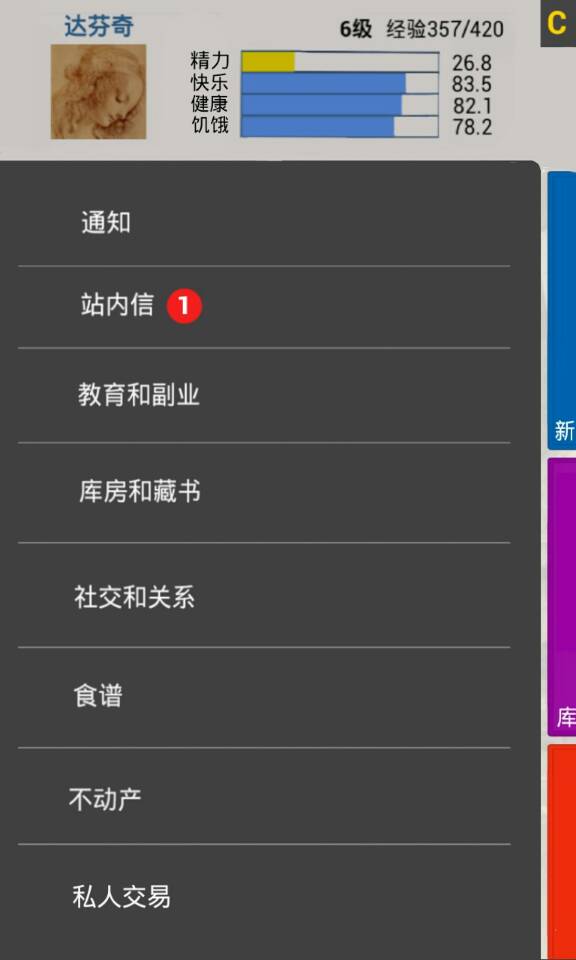 达芬奇
6级 经验357/420
C
精力 26.8
快乐 83.5
健康 82.1
饥饿 78.2
通知
站内信 1
教育和副业
新
库房和藏书
社交和关系
食谱
库
不动产
私人交易